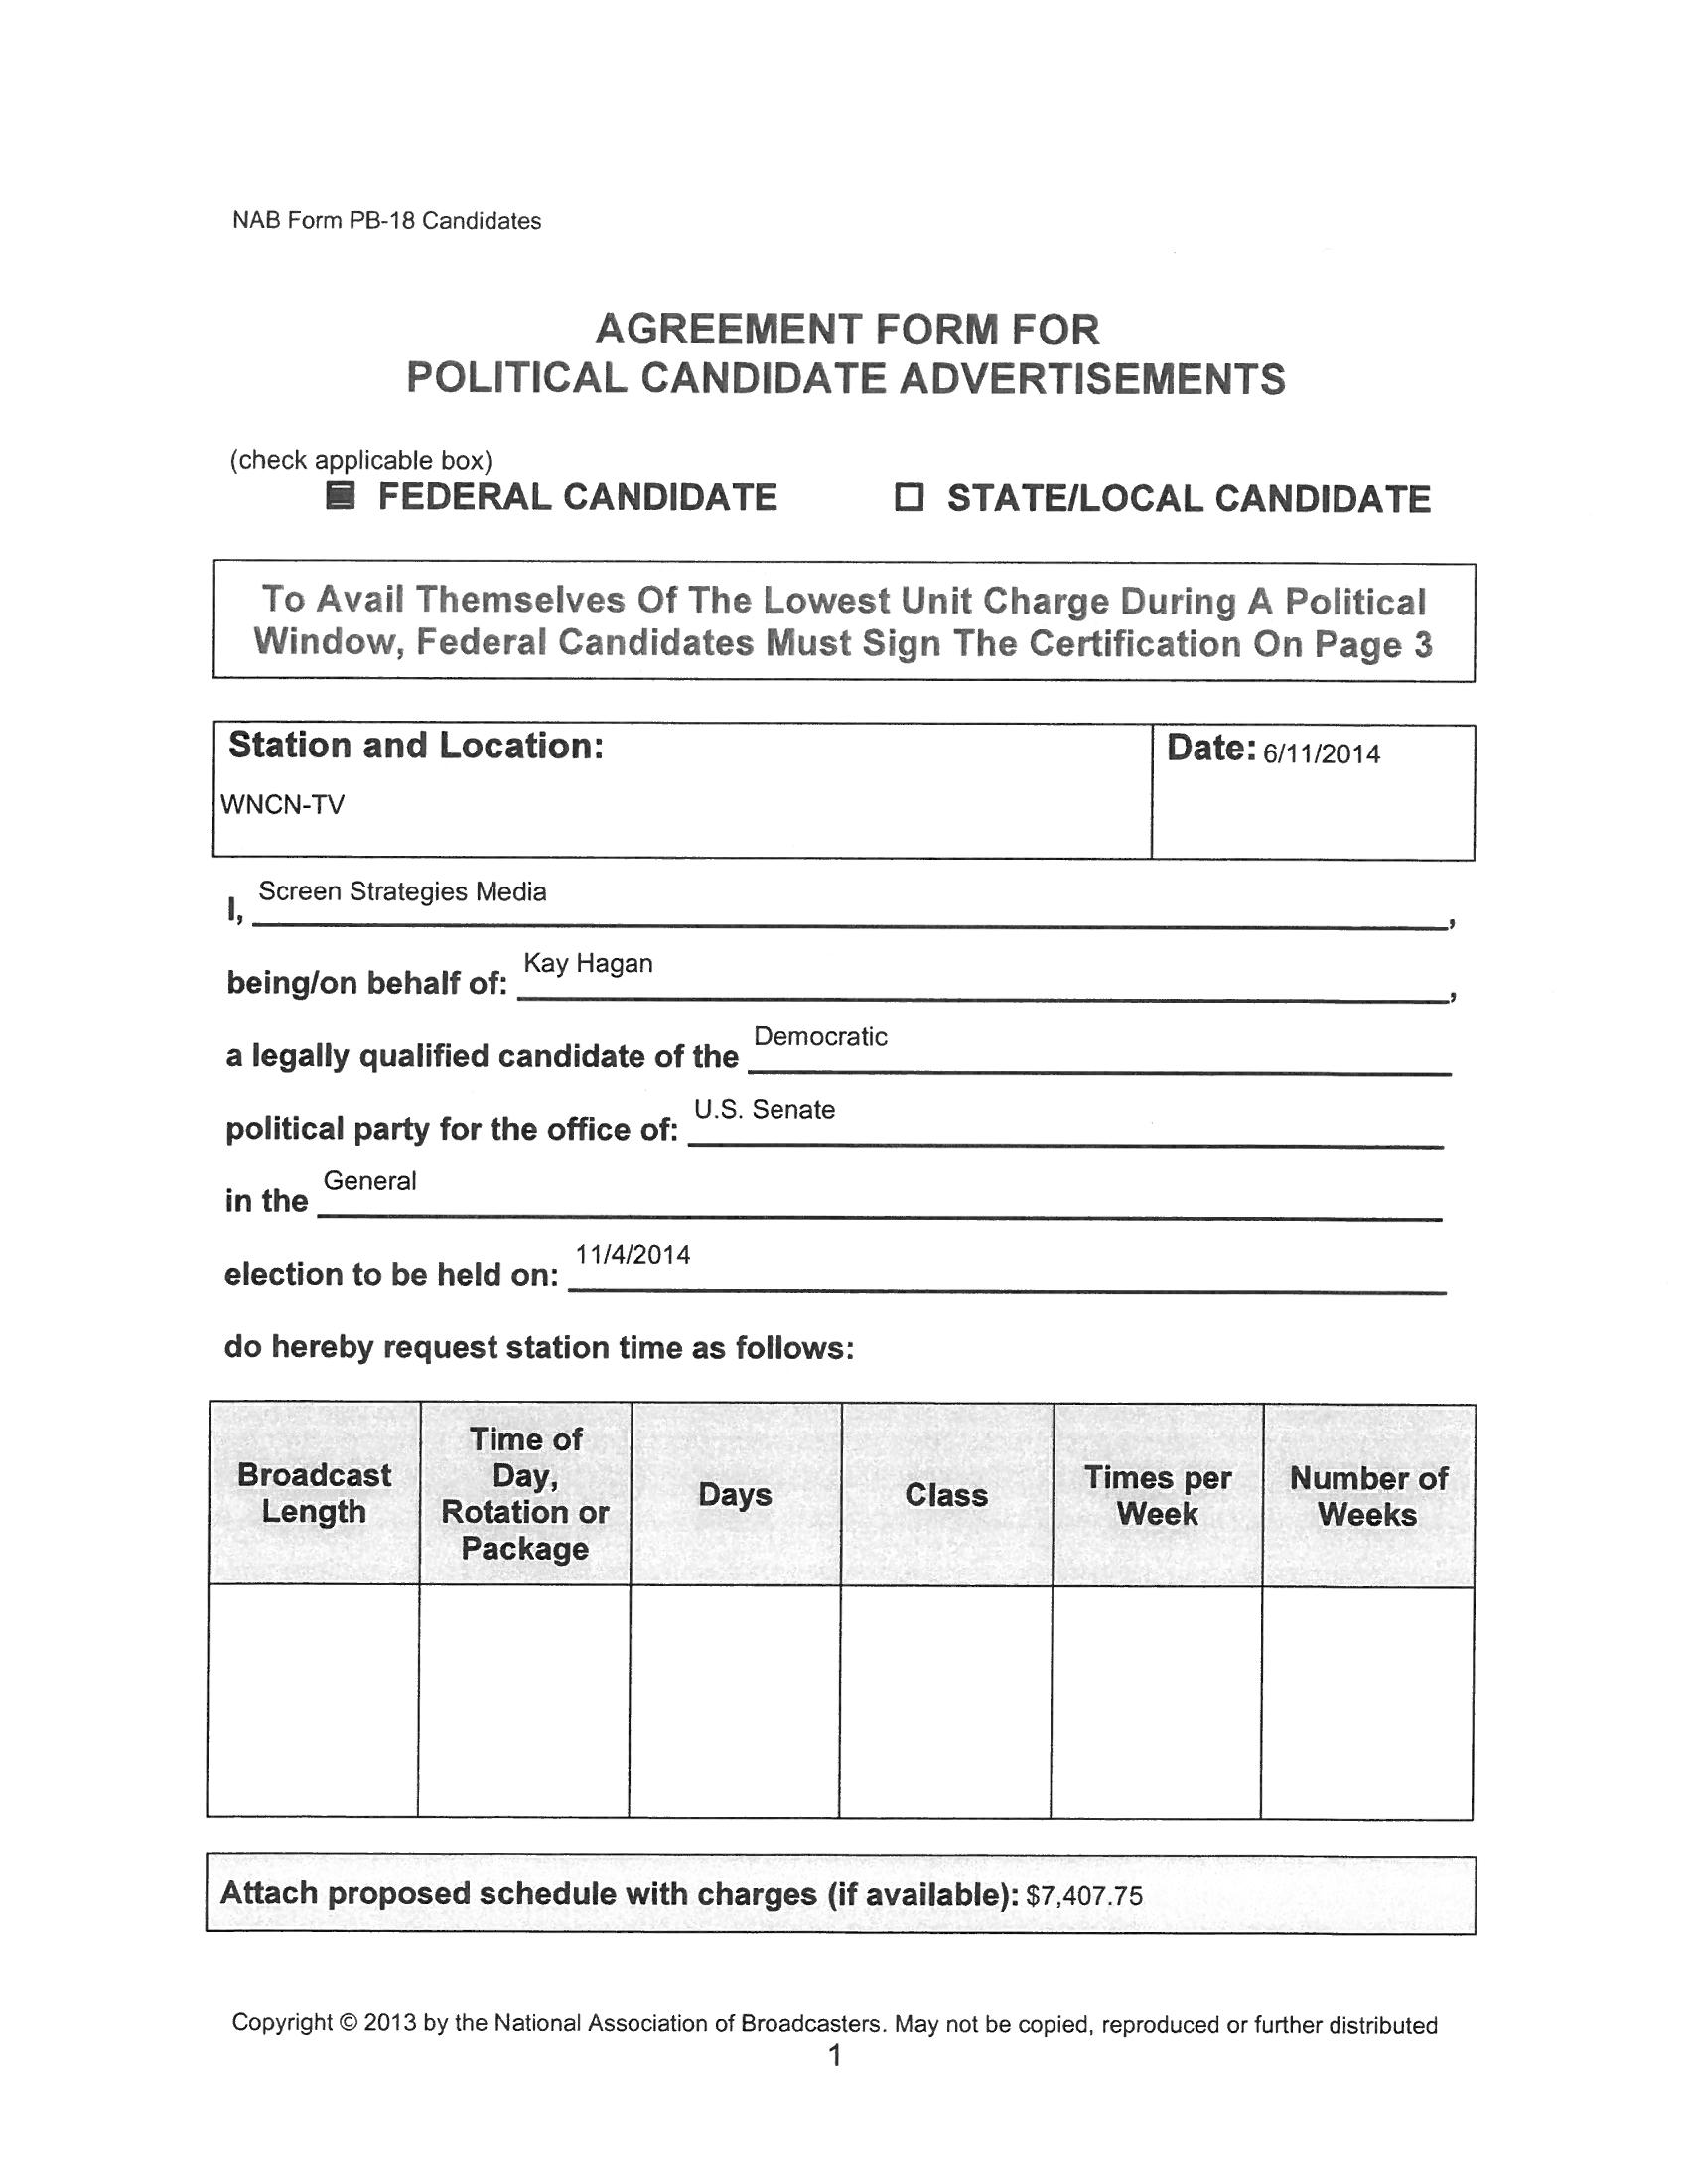 NAB Form PB-18 Candidates
AGREEMENT FORM FOR
POLITICAL CANDIDATE ADVERTISEMENTS
(check applicable box)
FEDERAL CANDIDATE
STATE/LOCAL CANDIDATE
To Avail Themselves Of The Lowest Unit Charge During A Political
Window, Federal Candidates Must Sign The Certification On Page 3
Station and Location:
WNCN-TV
Date: 6/11/2014
I, Screen Strategies Media,
being/on behalf of: Kay Hagan,
a legally qualified candidate of the Democratic
political party for the office of: U.S. Senate
in the General
election to be held on: 11/4/2014
do hereby request station time as follows:
Broadcast
Length
Time of
Day,
Rotation or
Package
Days
Class
Times per
Week
Number of
Weeks
Attach proposed schedule with charges (if available): $7,407.75
Copyright © 2013 by the National Association of Broadcasters. May not be copied, reproduced or further distributed
1